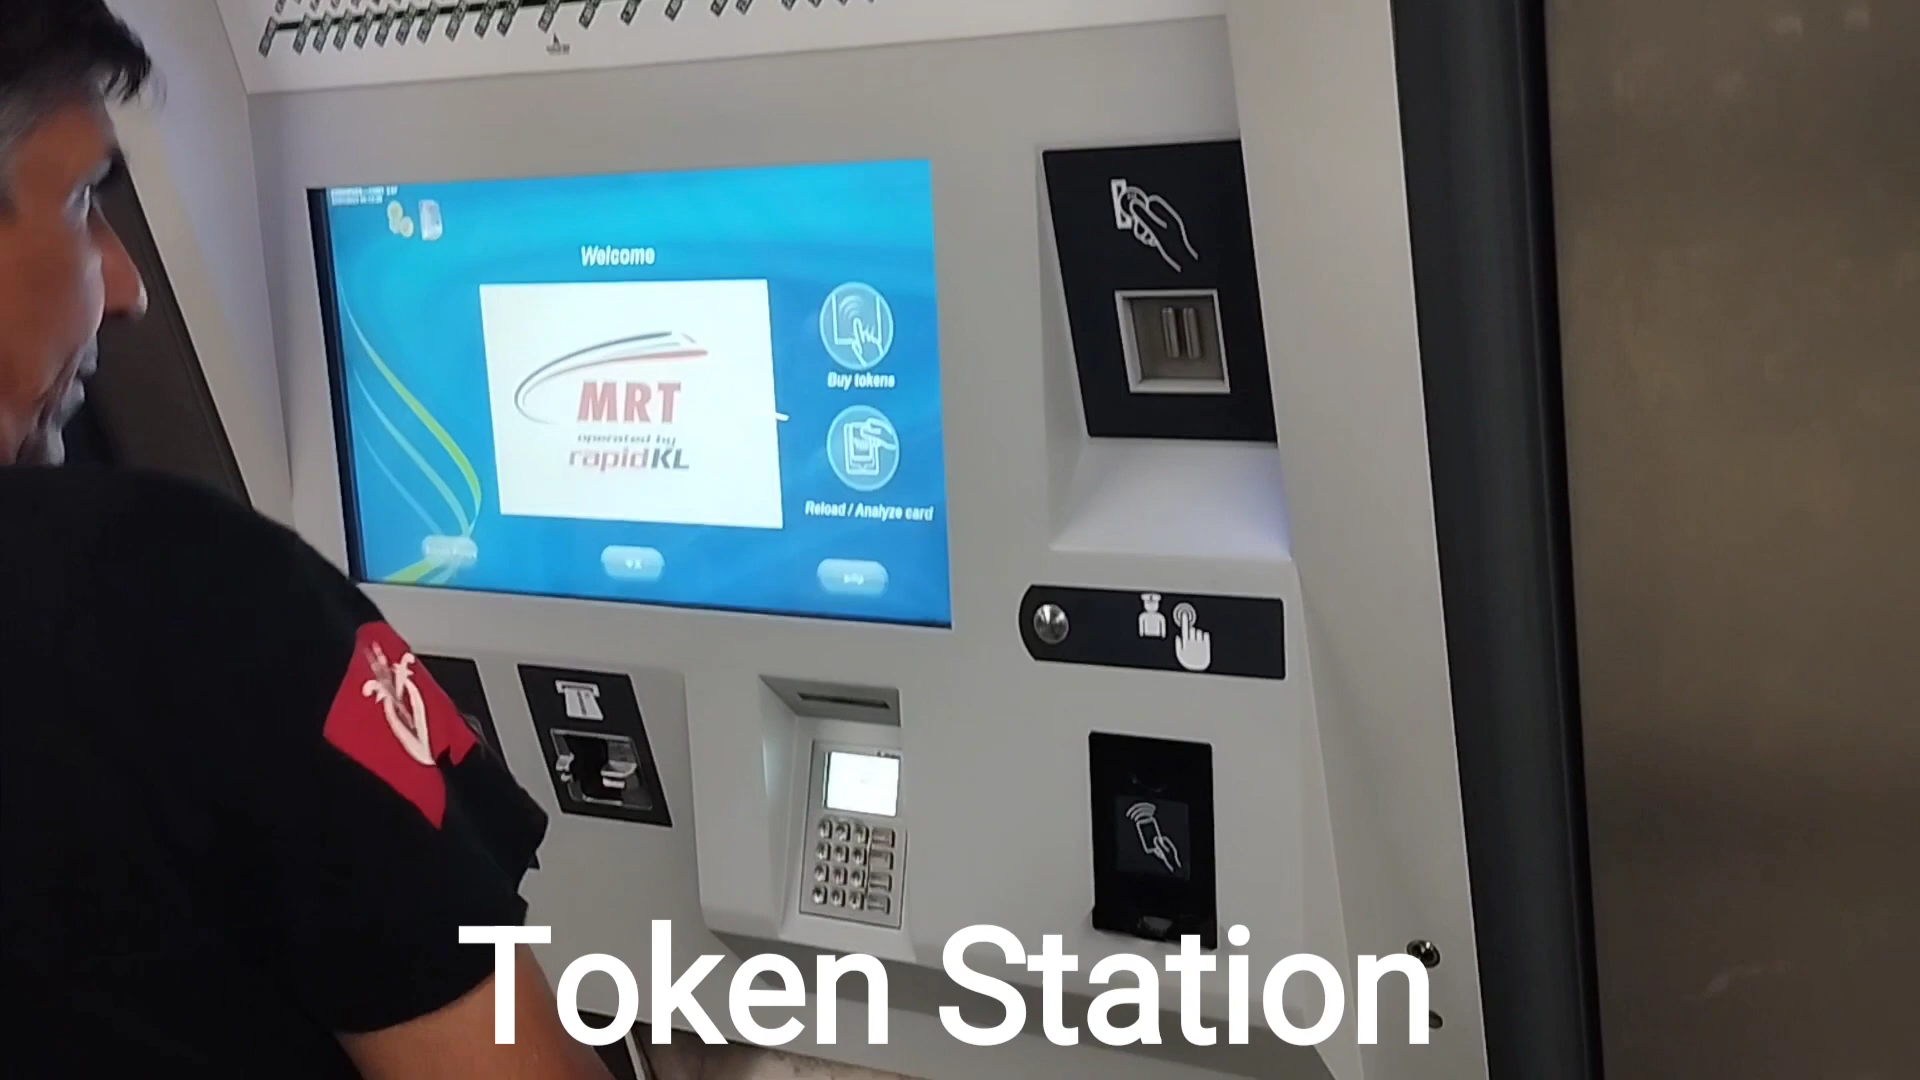 Welcome
MRT
operated by
rapidKL
Buy tokens
Reload / Analyze card
Token Station